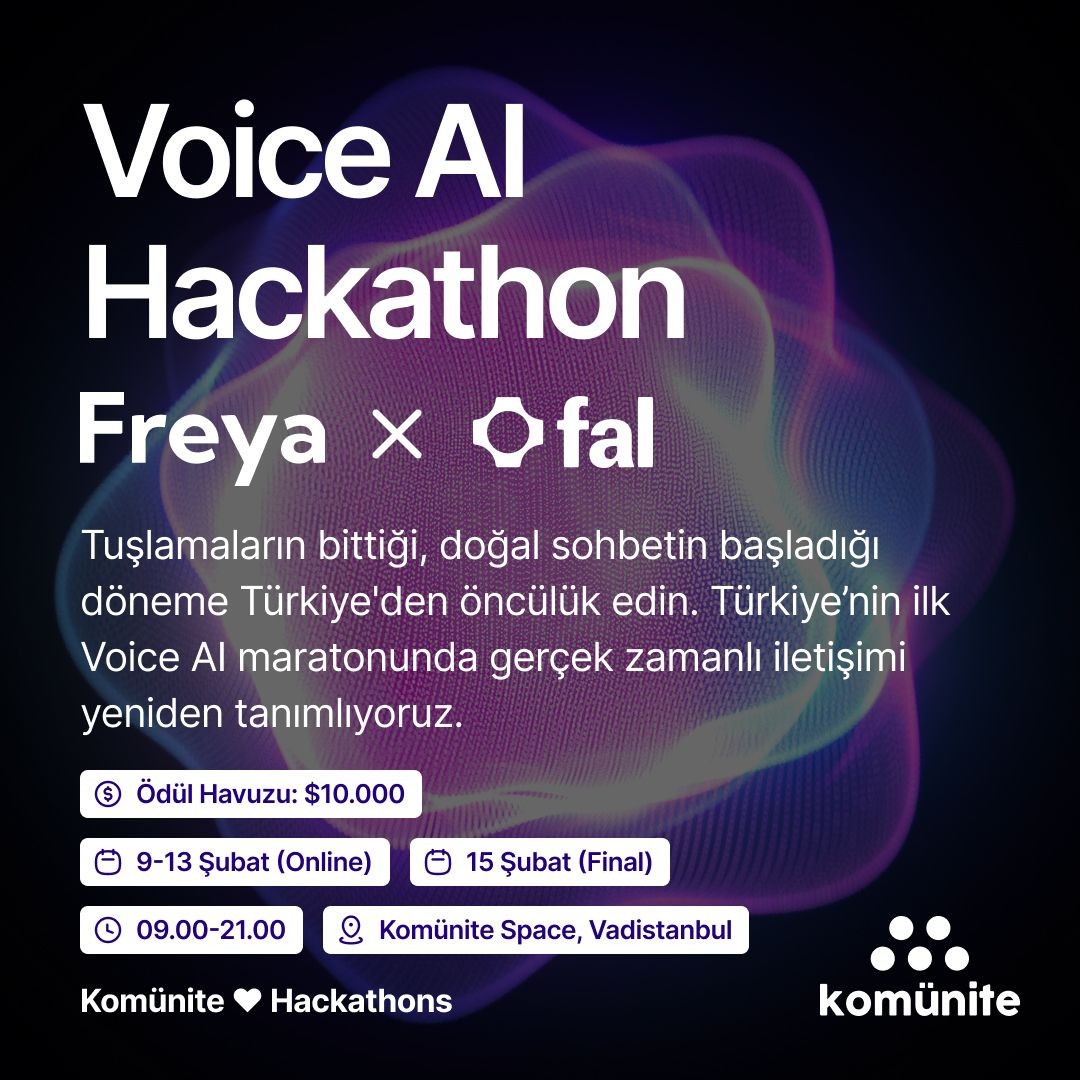 Voice AI
Hackathon
Freya × fal
Tuşlamaların bittiği, doğal sohbetin başladığı
döneme Türkiye'den öncülük edin. Türkiye’nin ilk
Voice AI maratonunda gerçek zamanlı iletişimi
yeniden tanımlıyoruz.
Ödül Havuzu: $10.000
9-13 Şubat (Online) 15 Şubat (Final)
09.00-21.00 Komünite Space, Vadistanbul
Komünite ♥ Hackathons
komünite